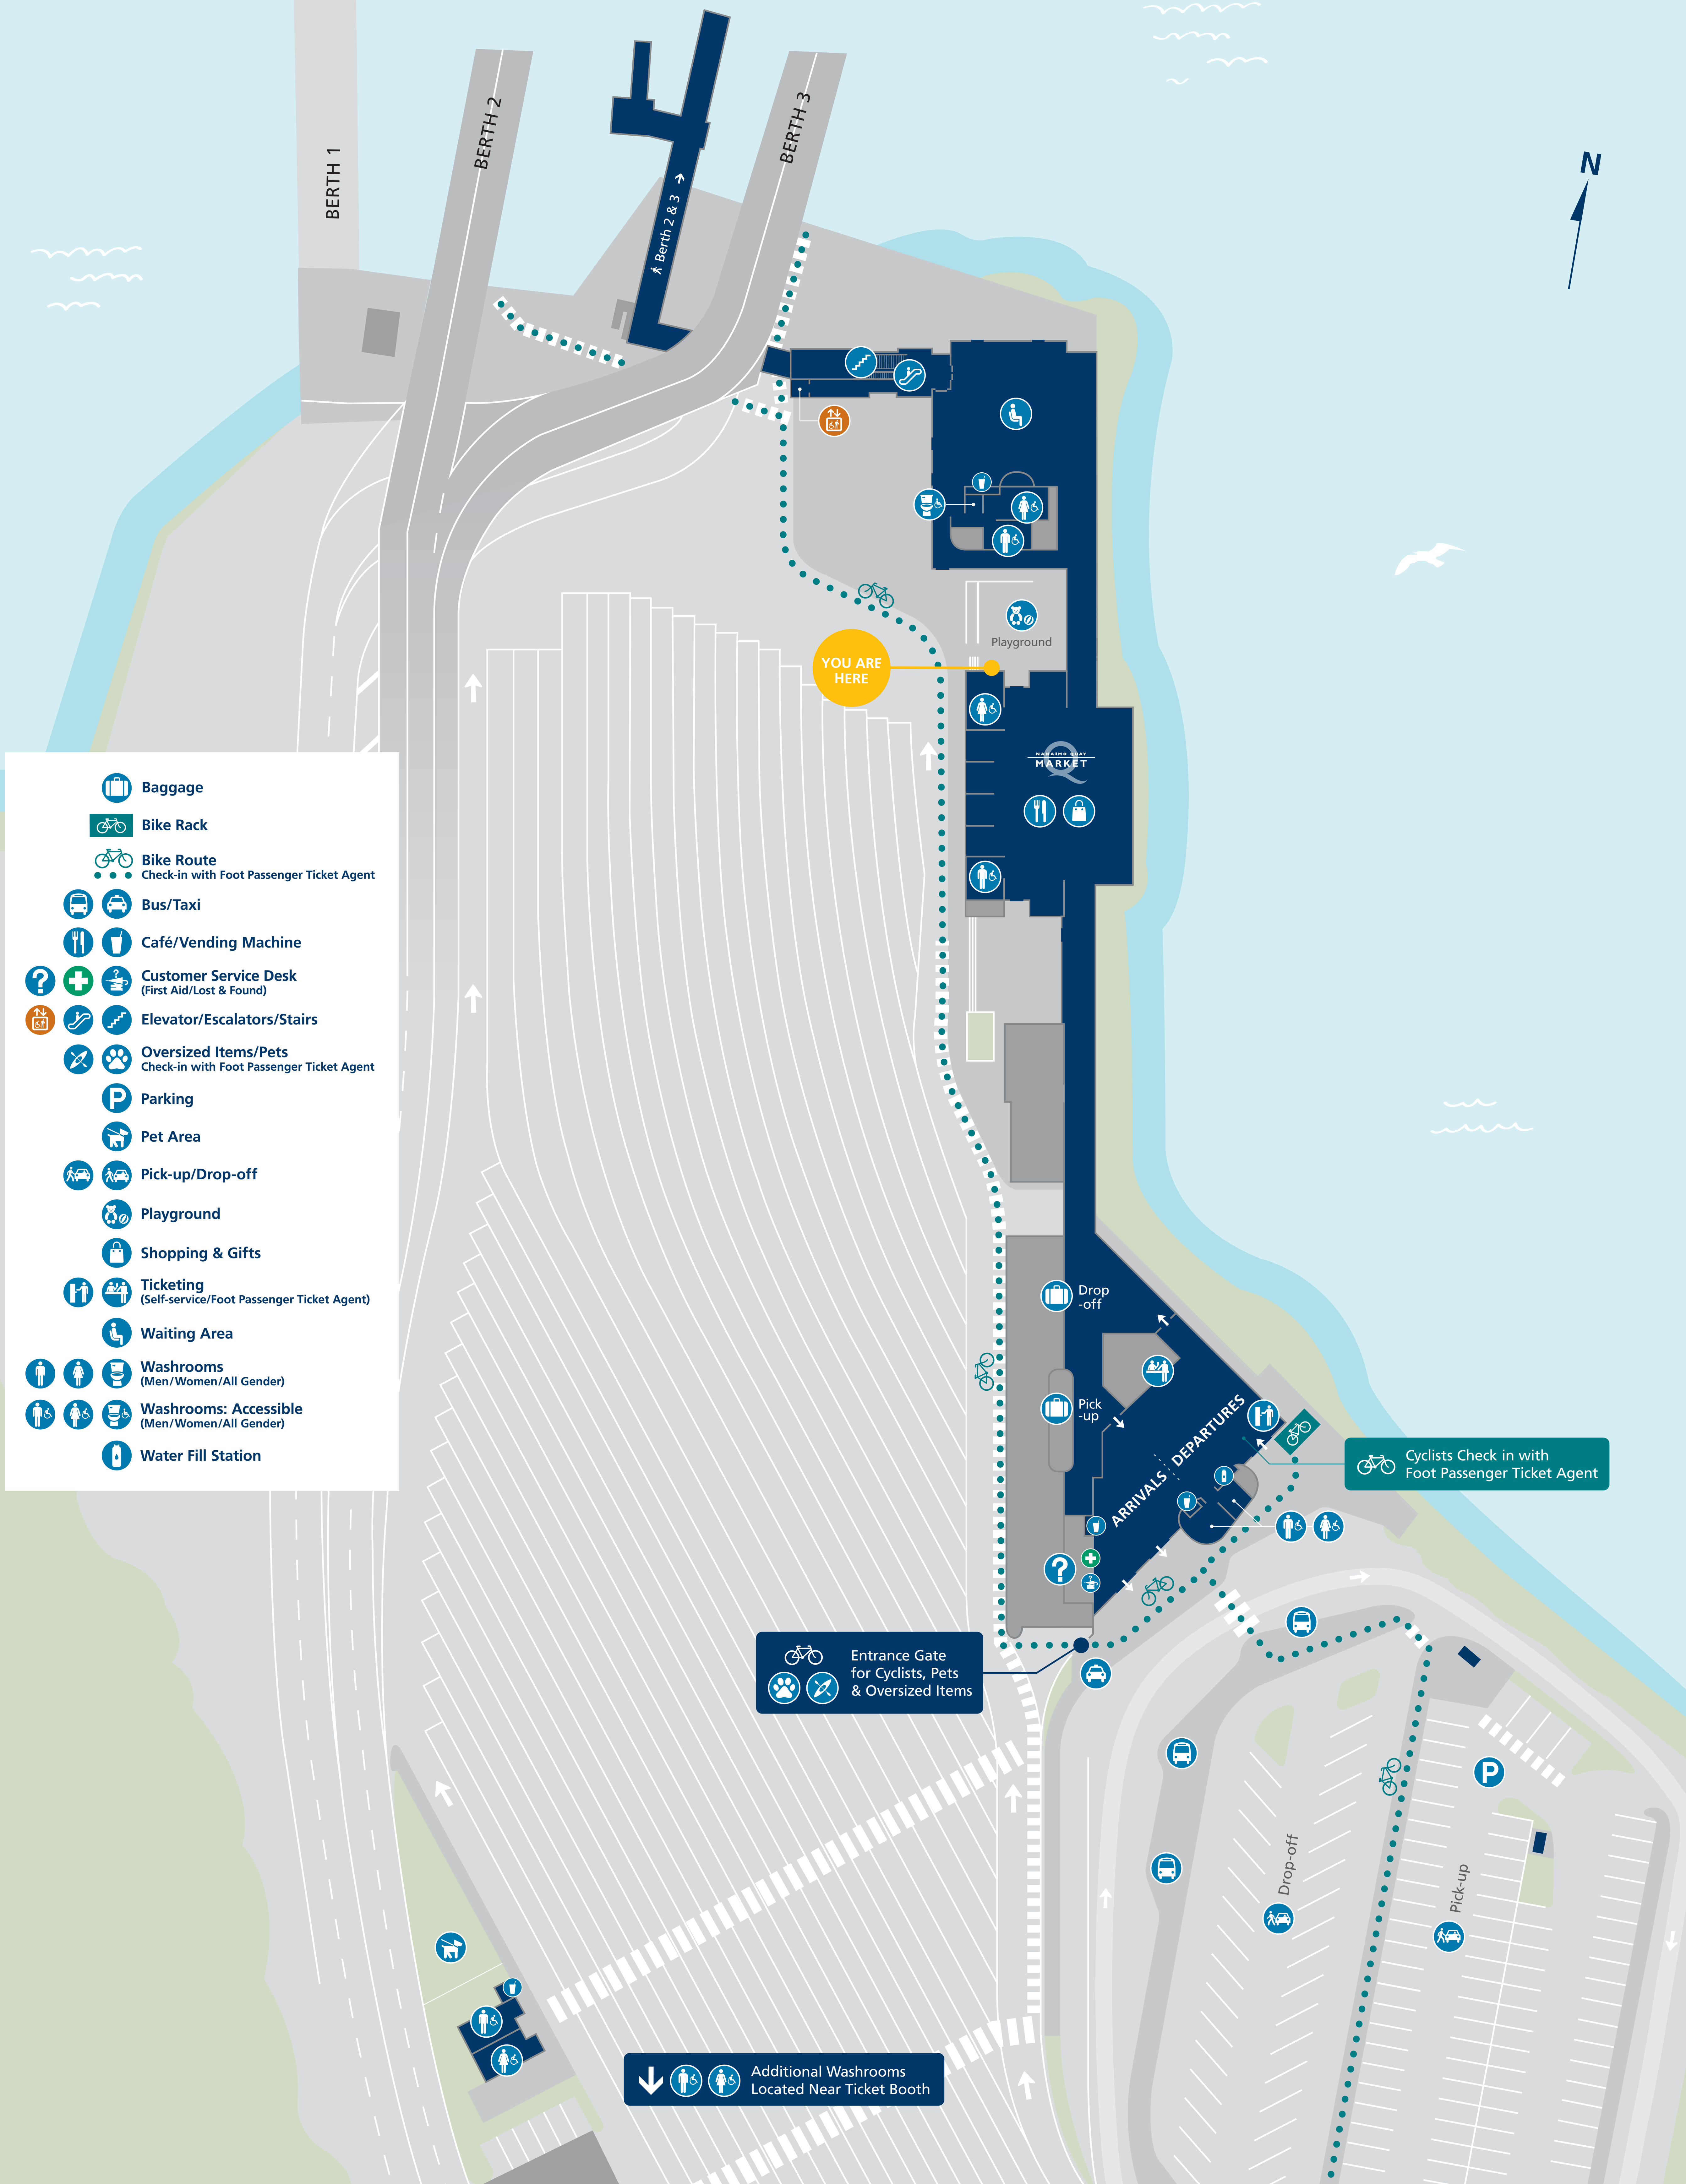 BERTH 1
BERTH 2
BERTH 3
Berth 2 & 3
N
Playground
YOU ARE
HERE
NANAIMO QUAY
Q
MARKET
Baggage
Bike Rack
Bike Route
Check-in with Foot Passenger Ticket Agent
Bus/Taxi
Café/Vending Machine
Customer Service Desk
(First Aid/Lost & Found)
Elevator/Escalators/Stairs
Oversized Items/Pets
Check-in with Foot Passenger Ticket Agent
P
Parking
Pet Area
Pick-up/Drop-off
Playground
Shopping & Gifts
Ticketing
(Self-service/Foot Passenger Ticket Agent)
Waiting Area
Washrooms
(Men/Women/All Gender)
Washrooms: Accessible
(Men/Women/All Gender)
Water Fill Station
Drop
-off
Pick
-up
ARRIVALS
DEPARTURES
Cyclists Check in with
Foot Passenger Ticket Agent
?
Entrance Gate
for Cyclists, Pets
& Oversized Items
P
Drop-off
Pick-up
Additional Washrooms
Located Near Ticket Booth